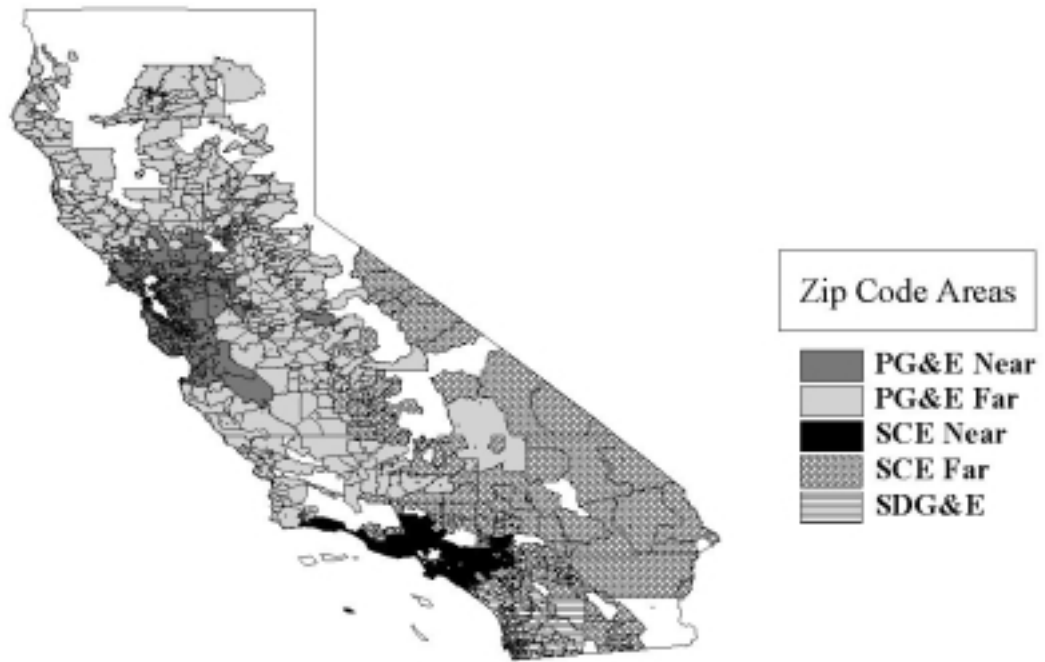 Zip Code Areas
PG&E Near
PG&E Far
SCE Near
SCE Far
SDG&E